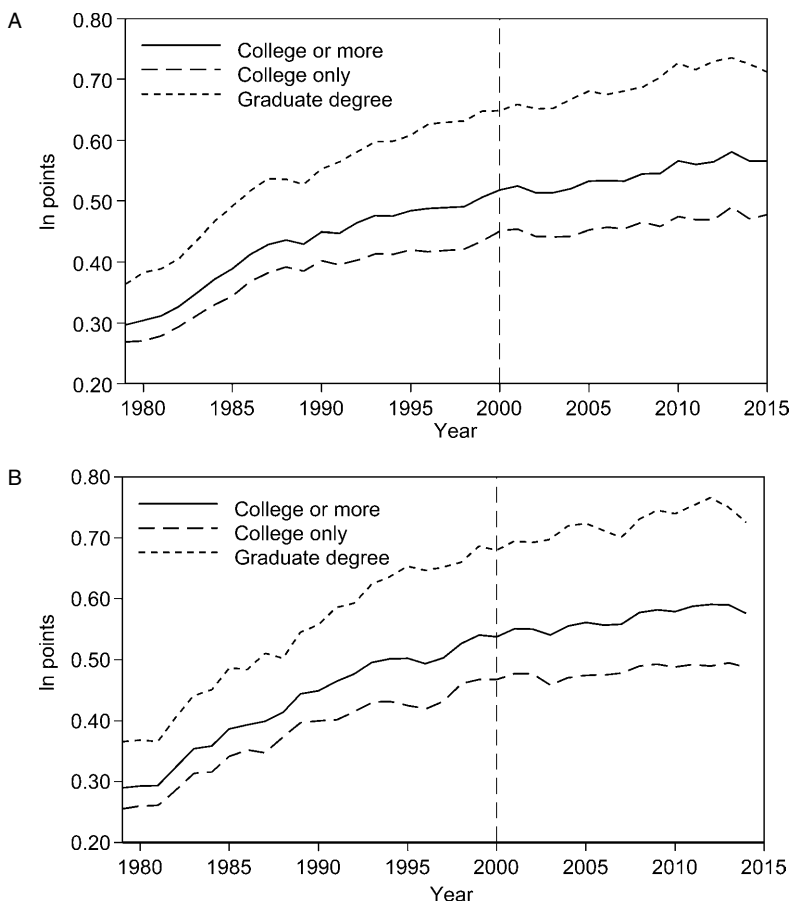 A
0.80
College or more
College only
Graduate degree
0.70
0.60
0.50
0.40
0.30
0.20
ln points
1980 1985 1990 1995 2000 2005 2010 2015
Year
B
0.80
College or more
College only
Graduate degree
0.70
0.60
0.50
0.40
0.30
0.20
ln points
1980 1985 1990 1995 2000 2005 2010 2015
Year